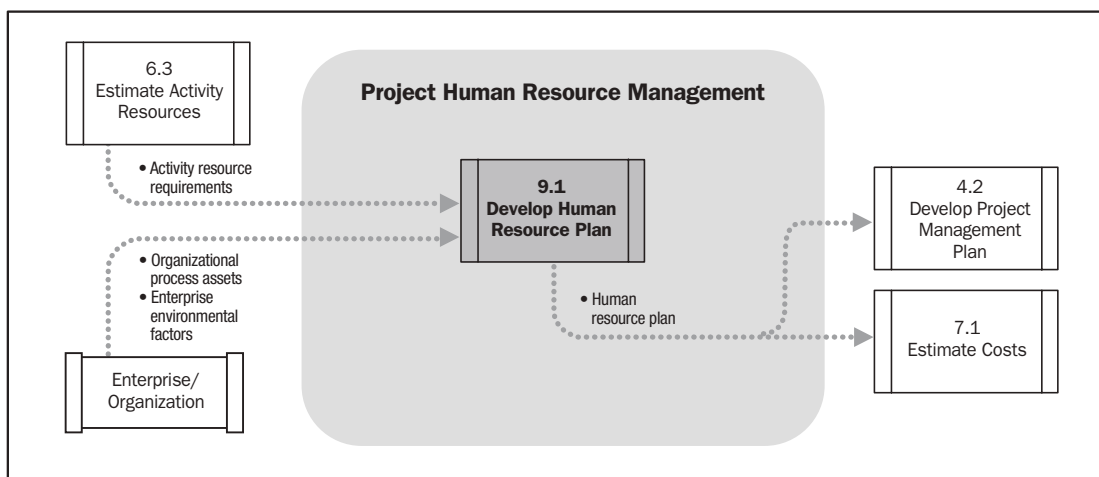 6.3
Estimate Activity
Resources
Project Human Resource Management
• Activity resource
requirements
9.1
Develop Human
Resource Plan
4.2
Develop Project
Management
Plan
• Organizational
process assets
• Enterprise
environmental
factors
• Human
resource plan
7.1
Estimate Costs
Enterprise/
Organization